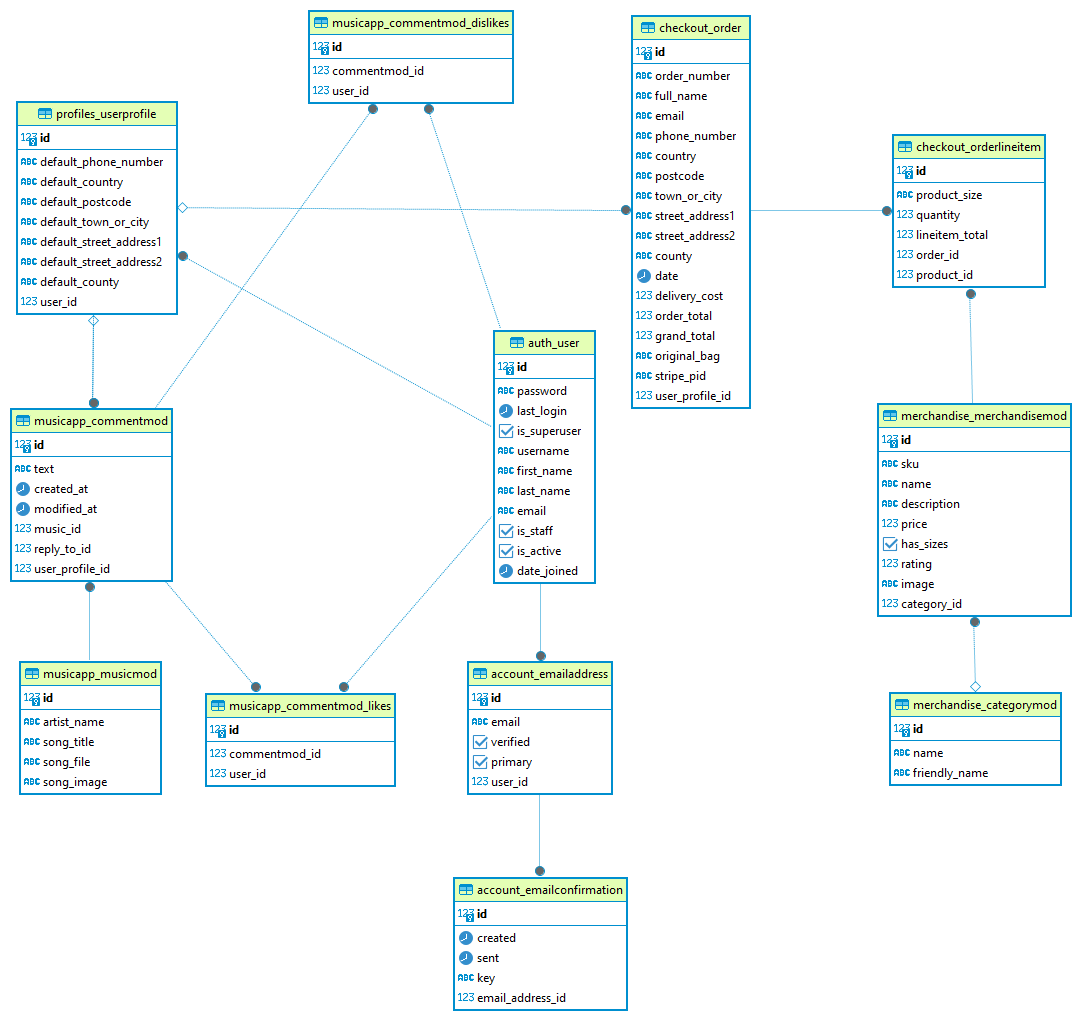 musicapp_commentmod_dislikes
123 id
123 commentmod_id
123 user_id
checkout_order
123 id
ABC order_number
ABC full_name
ABC email
ABC phone_number
ABC country
ABC postcode
ABC town_or_city
ABC street_address1
ABC street_address2
ABC county
date
123 delivery_cost
123 order_total
123 grand_total
ABC original_bag
ABC stripe_pid
123 user_profile_id
profiles_userprofile
123 id
ABC default_phone_number
ABC default_country
ABC default_postcode
ABC default_town_or_city
ABC default_street_address1
ABC default_street_address2
ABC default_county
123 user_id
checkout_orderlineitem
123 id
ABC product_size
123 quantity
123 lineitem_total
123 order_id
123 product_id
auth_user
123 id
ABC password
last_login
is_superuser
ABC username
ABC first_name
ABC last_name
ABC email
is_staff
is_active
date_joined
musicapp_commentmod
123 id
ABC text
created_at
modified_at
123 music_id
123 reply_to_id
123 user_profile_id
merchandise_merchandisemod
123 id
ABC sku
ABC name
ABC description
123 price
has_sizes
123 rating
ABC image
123 category_id
musicapp_musicmod
123 id
ABC artist_name
ABC song_title
ABC song_file
ABC song_image
musicapp_commentmod_likes
123 id
123 commentmod_id
123 user_id
account_emailaddress
123 id
ABC email
verified
primary
123 user_id
merchandise_categorymod
123 id
ABC name
ABC friendly_name
account_emailconfirmation
123 id
created
sent
ABC key
123 email_address_id